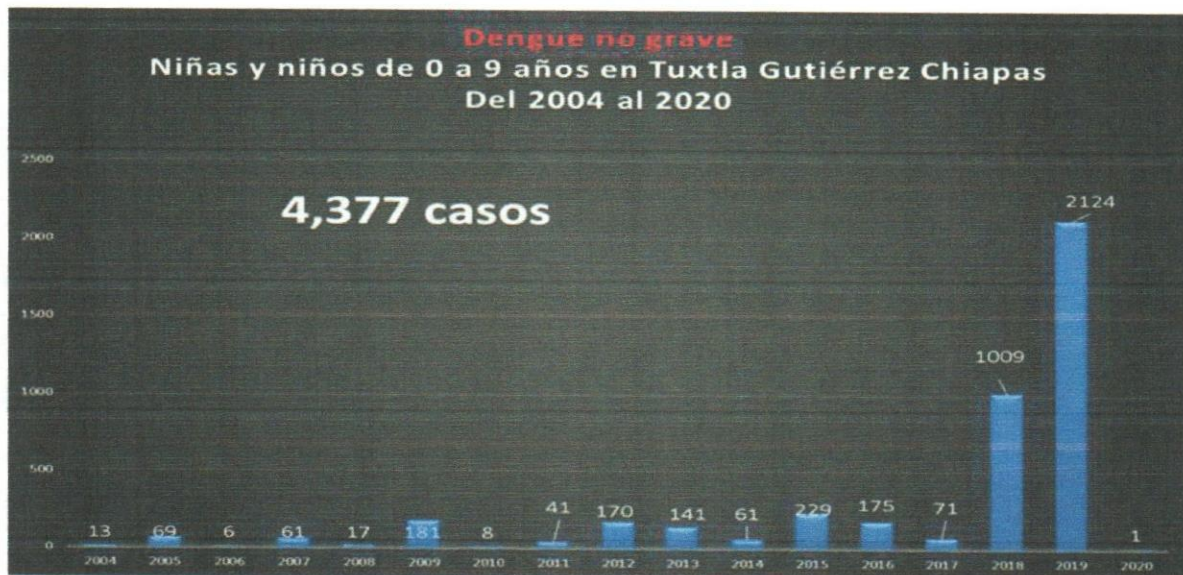 Dengue no grave
Niñas y niños de 0 a 9 años en Tuxtla Gutiérrez Chiapas
Del 2004 al 2020
4,377 casos
2500
2000
1500
1000
500
0
13 69 6 61 17 181 8 41 170 141 61 229 175 71 1009 2124 1
2004 2005 2006 2007 2008 2009 2010 2011 2012 2013 2014 2015 2016 2017 2018 2019 2020